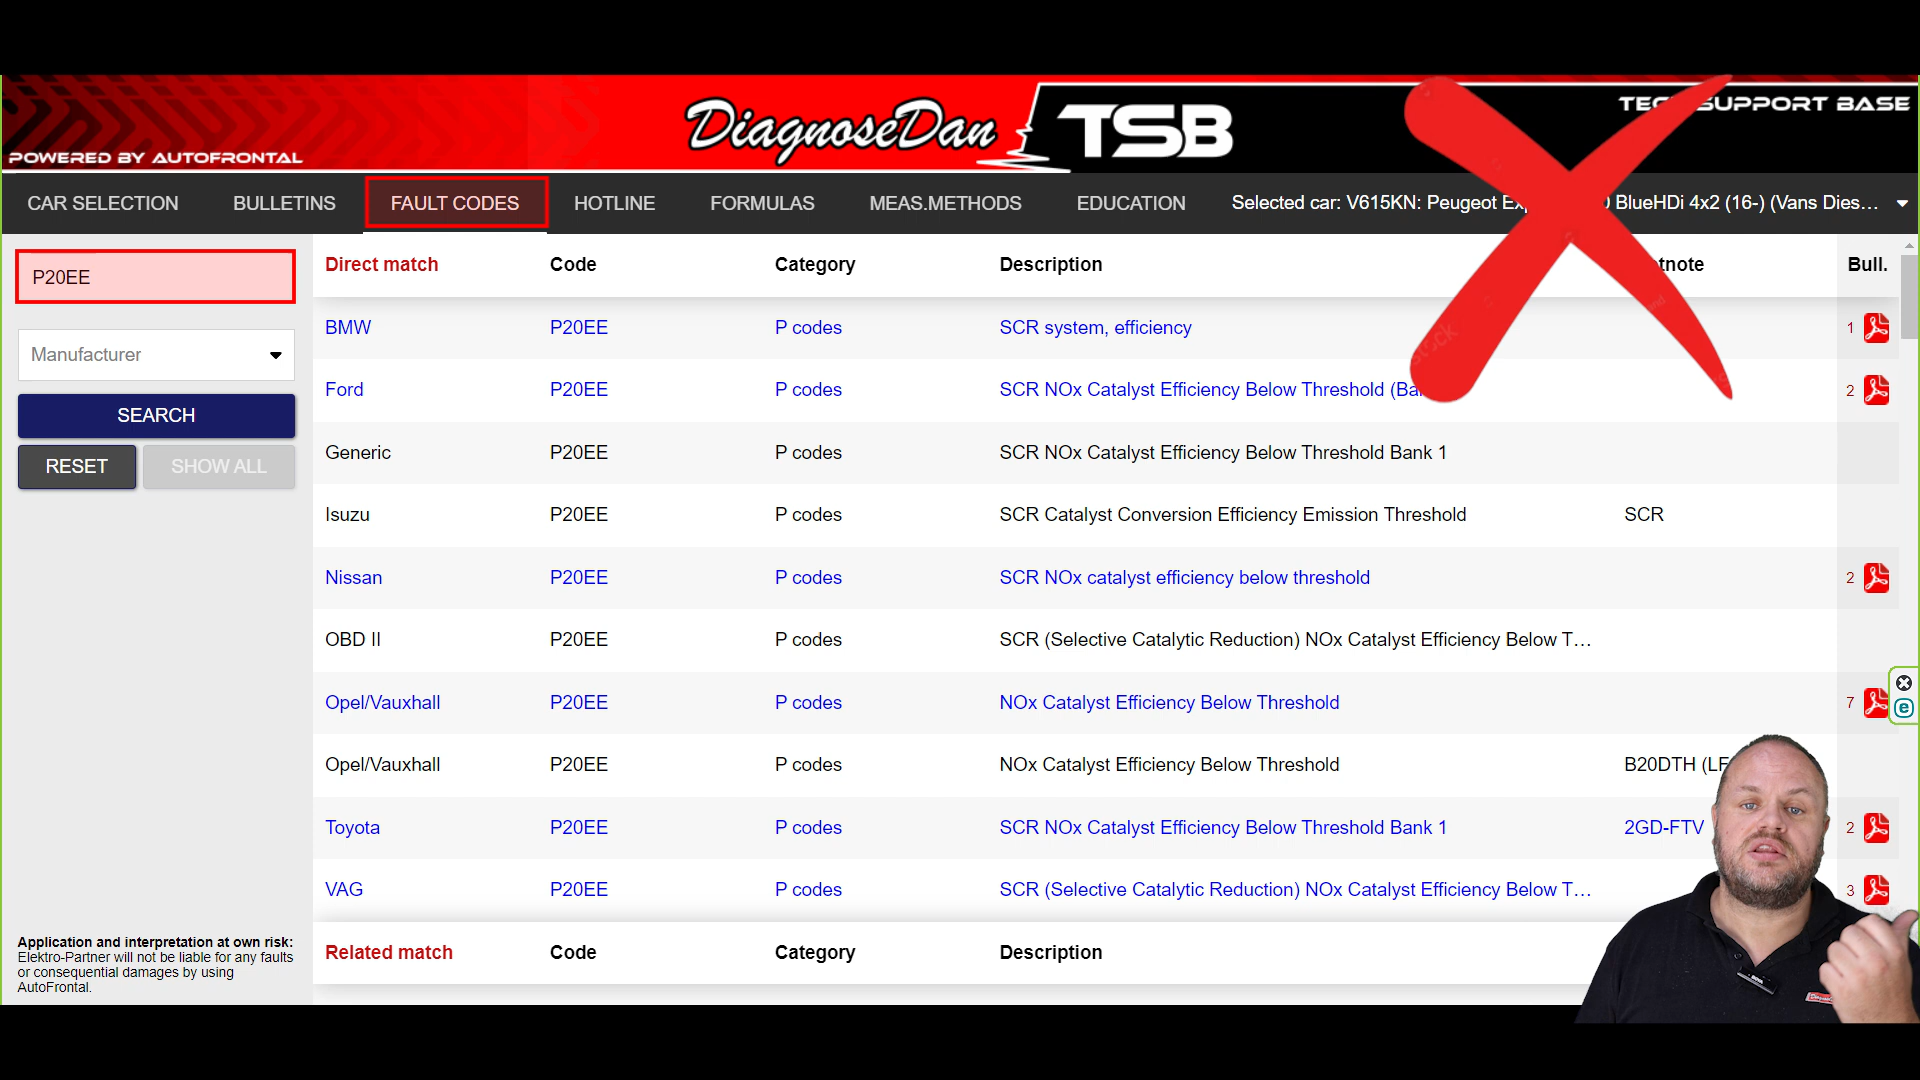 DiagnoseDan TSB
TECH SUPPORT BASE
POWERED BY AUTOFRONTAL
CAR SELECTION BULLETINS FAULT CODES HOTLINE FORMULAS MEAS.METHODS EDUCATION Selected car: V615KN: Peugeot BlueHDi 4x2 (16-) (Vans Dies...
P20EE
Manufacturer
SEARCH
RESET SHOW ALL
Direct match Code Category Description Bull.
BMW P20EE P codes SCR system, efficiency 1
Ford P20EE P codes SCR NOx Catalyst Efficiency Below Threshold 2
Generic P20EE P codes SCR NOx Catalyst Efficiency Below Threshold Bank 1
Isuzu P20EE P codes SCR Catalyst Conversion Efficiency Emission Threshold SCR
Nissan P20EE P codes SCR NOx catalyst efficiency below threshold 2
OBD II P20EE P codes SCR (Selective Catalytic Reduction) NOx Catalyst Efficiency Below T...
Opel/Vauxhall P20EE P codes NOx Catalyst Efficiency Below Threshold 7
Opel/Vauxhall P20EE P codes NOx Catalyst Efficiency Below Threshold B20DTH
Toyota P20EE P codes SCR NOx Catalyst Efficiency Below Threshold Bank 1 2GD-FTV 2
VAG P20EE P codes SCR (Selective Catalytic Reduction) NOx Catalyst Efficiency Below T... 3
Related match Code Category Description
Application and interpretation at own risk:
Elektro-Partner will not be liable for any faults
or consequential damages by using
AutoFrontal.